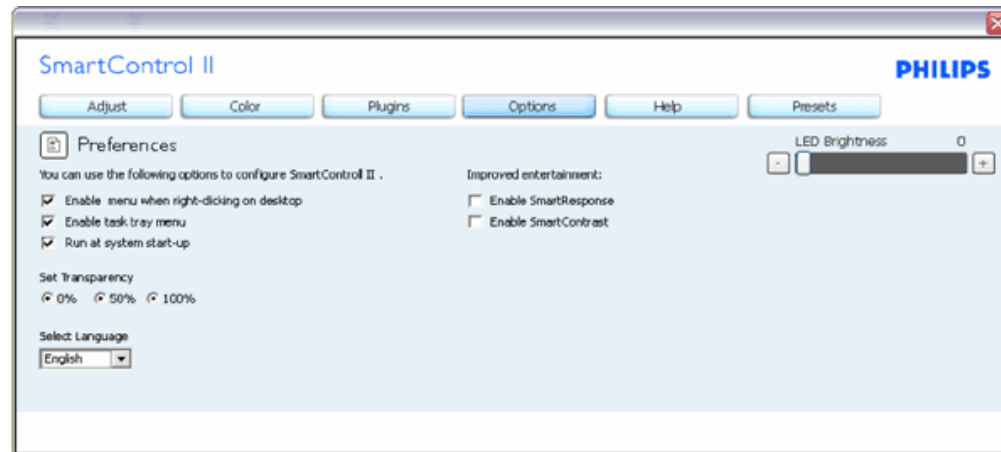 SmartControl II
PHILIPS
Adjust Color Plugins Options Help Presets
Preferences
LED Brightness 0
- +
You can use the following options to configure SmartControl II .
Improved entertainment:
Enable menu when right-clicking on desktop
Enable SmartResponse
Enable task tray menu
Enable SmartContrast
Run at system start-up
Set Transparency
0% 50% 100%
Select Language
English